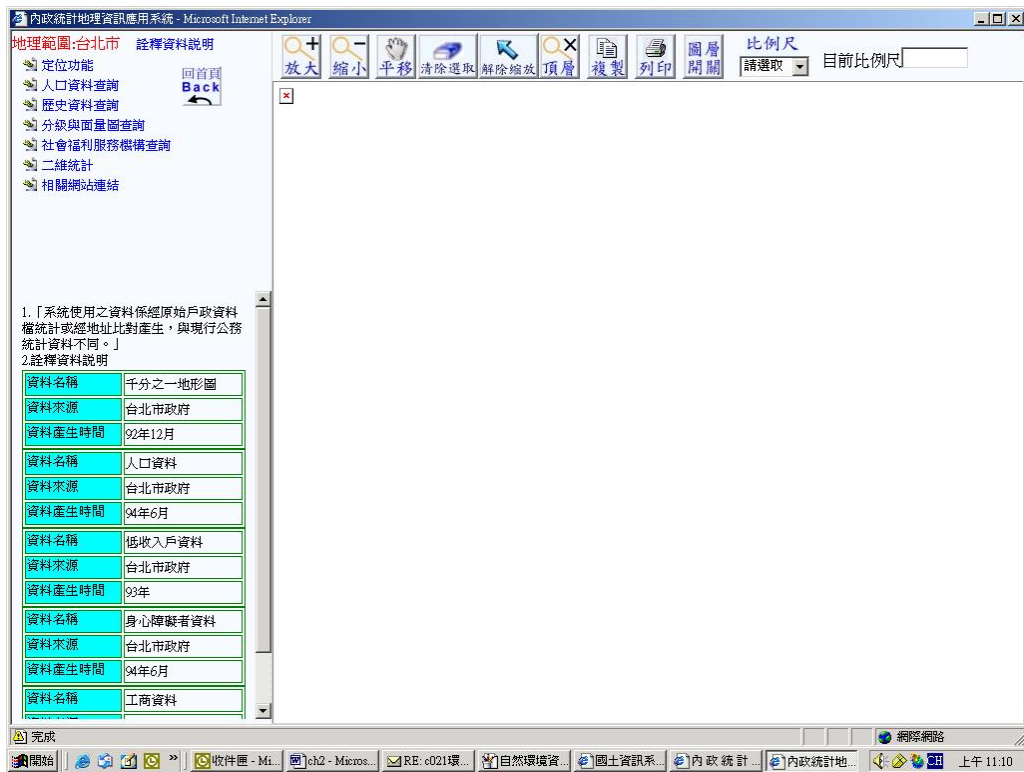 內政統計地理資訊應用系統 - Microsoft Internet Explorer
地理範圍:台北市 詮釋資料說明
定位功能
人口資料查詢
歷史資料查詢
分級與面量圖查詢
社會福利服務機構查詢
二維統計
相關網站連結
回首頁
Back
放大 縮小 平移 清除選取 解除縮放 頂層 複製 列印 圖層開關
比例尺
請選取
目前比例尺
1.「系統使用之資料係經原始戶政資料
檔統計或經地址比對產生，與現行公務
統計資料不同。」
2.詮釋資料說明
資料名稱 千分之一地形圖
資料來源 台北市政府
資料產生時間 92年12月
資料名稱 人口資料
資料來源 台北市政府
資料產生時間 94年6月
資料名稱 低收入戶資料
資料來源 台北市政府
資料產生時間 93年
資料名稱 身心障礙者資料
資料來源 台北市政府
資料產生時間 94年6月
資料名稱 工商資料
完成
網際網路
開始 » 收件匣 - Mi... ch2 - Micros... RE: c021環... 自然環境資... 國土資訊系... 內 政 統 計 ... 內政統計地... CH 上午 11:10